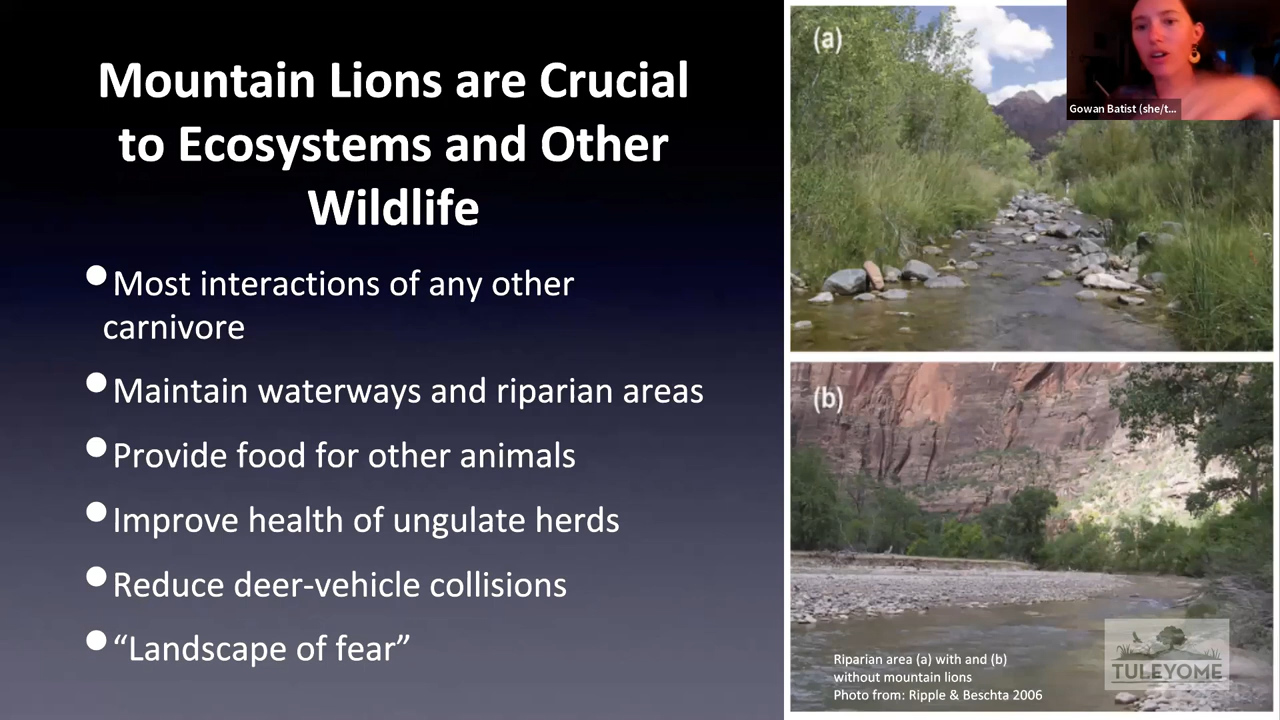 Mountain Lions are Crucial
to Ecosystems and Other
Wildlife
•Most interactions of any other
carnivore
•Maintain waterways and riparian areas
•Provide food for other animals
•Improve health of ungulate herds
•Reduce deer-vehicle collisions
•“Landscape of fear”
(a)
Gowan Batist (she/t...
(b)
Riparian area (a) with and (b)
without mountain lions
Photo from: Ripple & Beschta 2006
TULEYOME